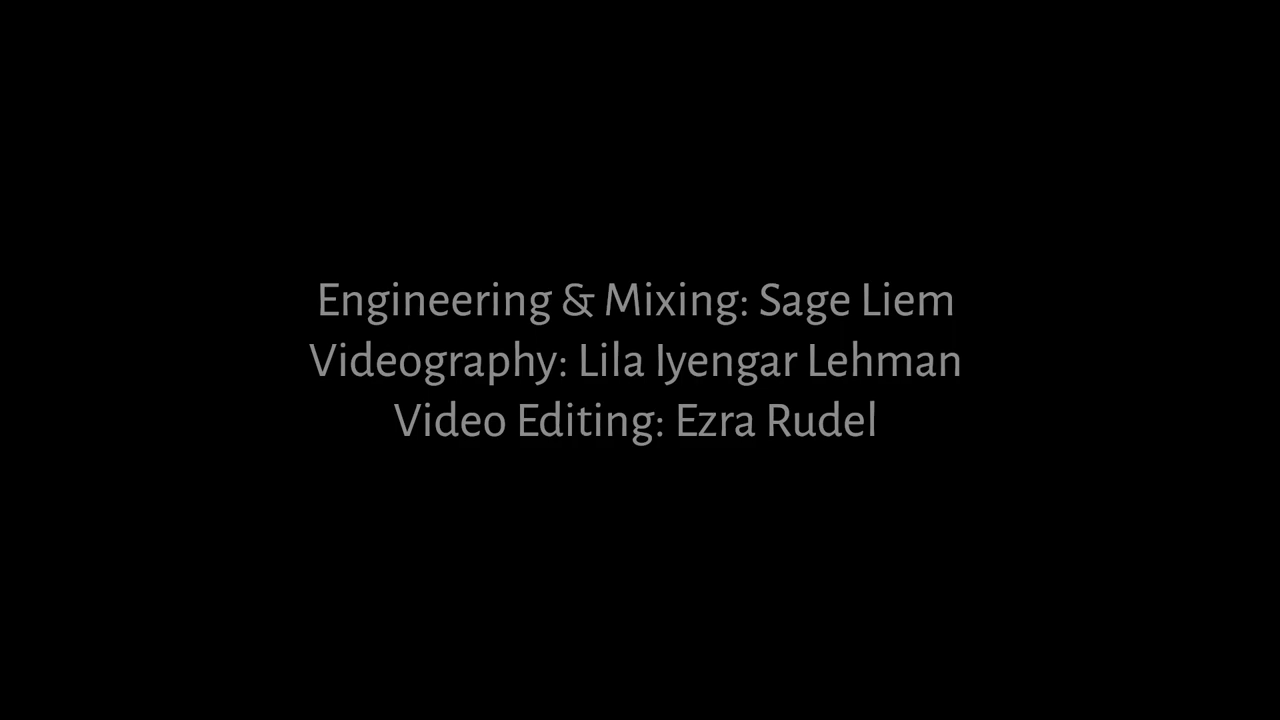 Engineering & Mixing: Sage Liem
Videography: Lila Iyengar Lehman
Video Editing: Ezra Rudel